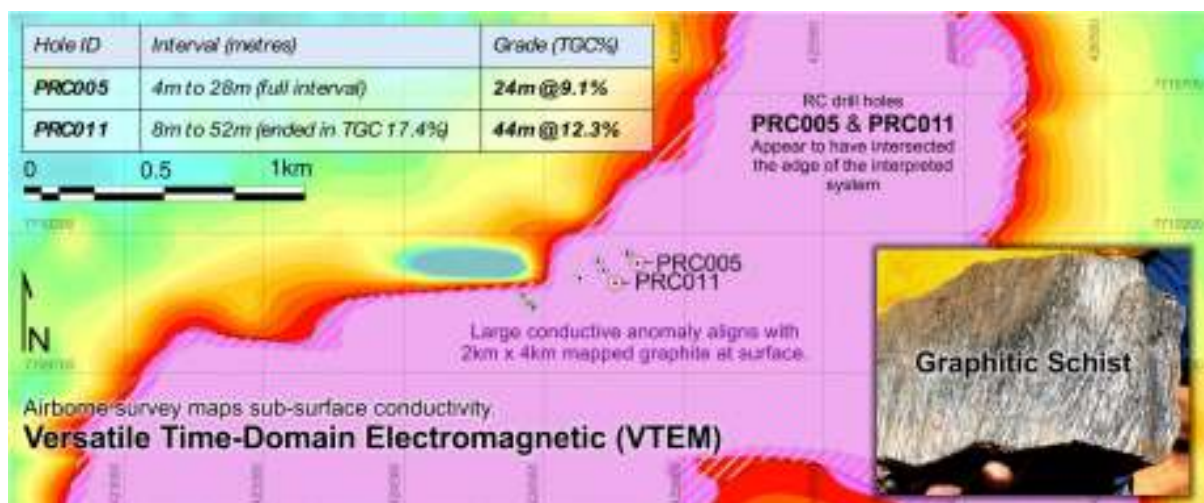 Hole ID Interval (metres) Grade (TGC%)
PRC005 4m to 28m (full interval) 24m @9.1%
PRC011 8m to 52m (ended in TGC 17.4%) 44m @12.3%
0 0.5 1km
RC drill holes
PRC005 & PRC011
Appear to have intersected
the edge of the interpreted
system
PRC005
PRC011
N
Large conductive anomaly aligns with
2km x 4km mapped graphite at surface.
Graphitic Schist
Airborne survey maps sub-surface conductivity.
Versatile Time-Domain Electromagnetic (VTEM)